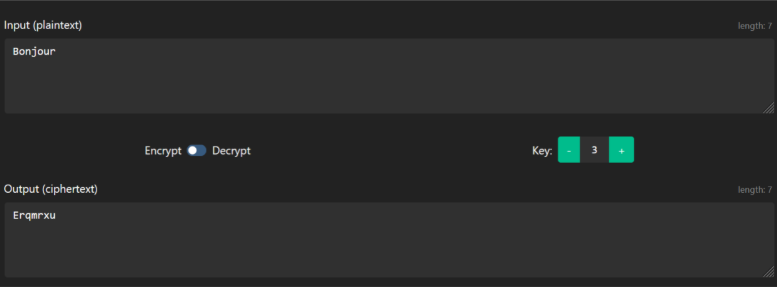 Input (plaintext) length: 7
Bonjour
Encrypt Decrypt Key: - 3 +
Output (ciphertext) length: 7
Erqmrxu